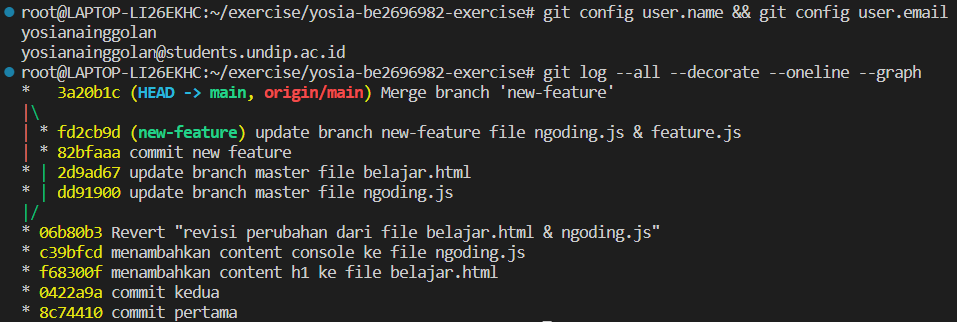 root@LAPTOP-LI26EKHC:~/exercise/yosia-be2696982-exercise# git config user.name && git config user.email
yosianainggolan
yosianainggolan@students.undip.ac.id
root@LAPTOP-LI26EKHC:~/exercise/yosia-be2696982-exercise# git log --all --decorate --oneline --graph
*   3a20b1c (HEAD -> main, origin/main) Merge branch 'new-feature'
|\
| * fd2cb9d (new-feature) update branch new-feature file ngoding.js & feature.js
| * 82bfaaa commit new feature
* | 2d9ad67 update branch master file belajar.html
* | dd91900 update branch master file ngoding.js
|/
* 06b80b3 Revert "revisi perubahan dari file belajar.html & ngoding.js"
* c39bfcd menambahkan content console ke file ngoding.js
* f68300f menambahkan content h1 ke file belajar.html
* 0422a9a commit kedua
* 8c74410 commit pertama